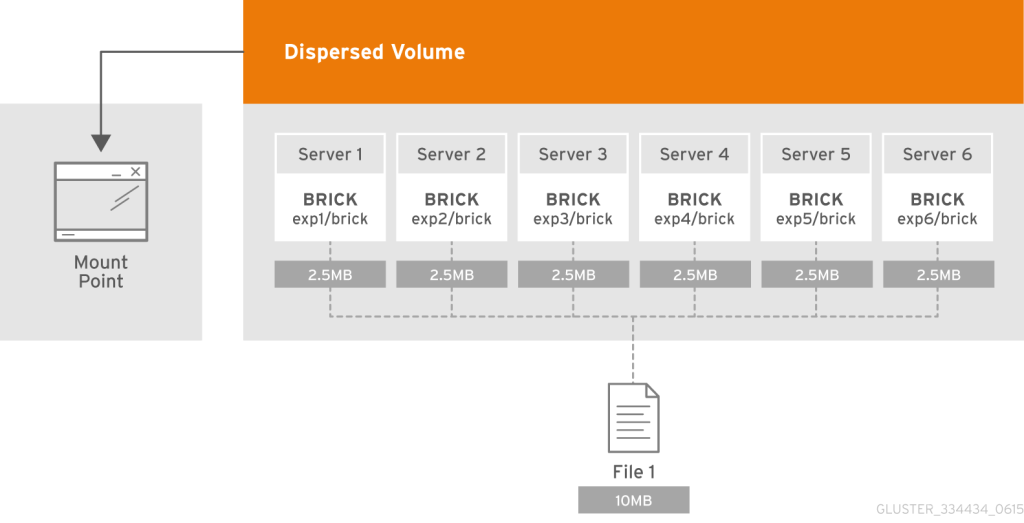 Dispersed Volume
Server 1
Server 2
Server 3
Server 4
Server 5
Server 6
BRICK
exp1/brick
BRICK
exp2/brick
BRICK
exp3/brick
BRICK
exp4/brick
BRICK
exp5/brick
BRICK
exp6/brick
Mount
Point
2.5MB
2.5MB
2.5MB
2.5MB
2.5MB
2.5MB
File 1
10MB
GLUSTER_334434_0615